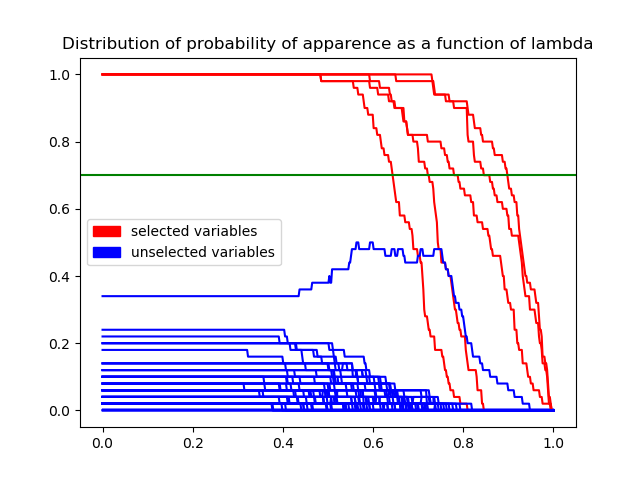 Distribution of probability of apparence as a function of lambda
1.0
0.8
0.6
0.4
0.2
0.0
selected variables
unselected variables
0.0 0.2 0.4 0.6 0.8 1.0